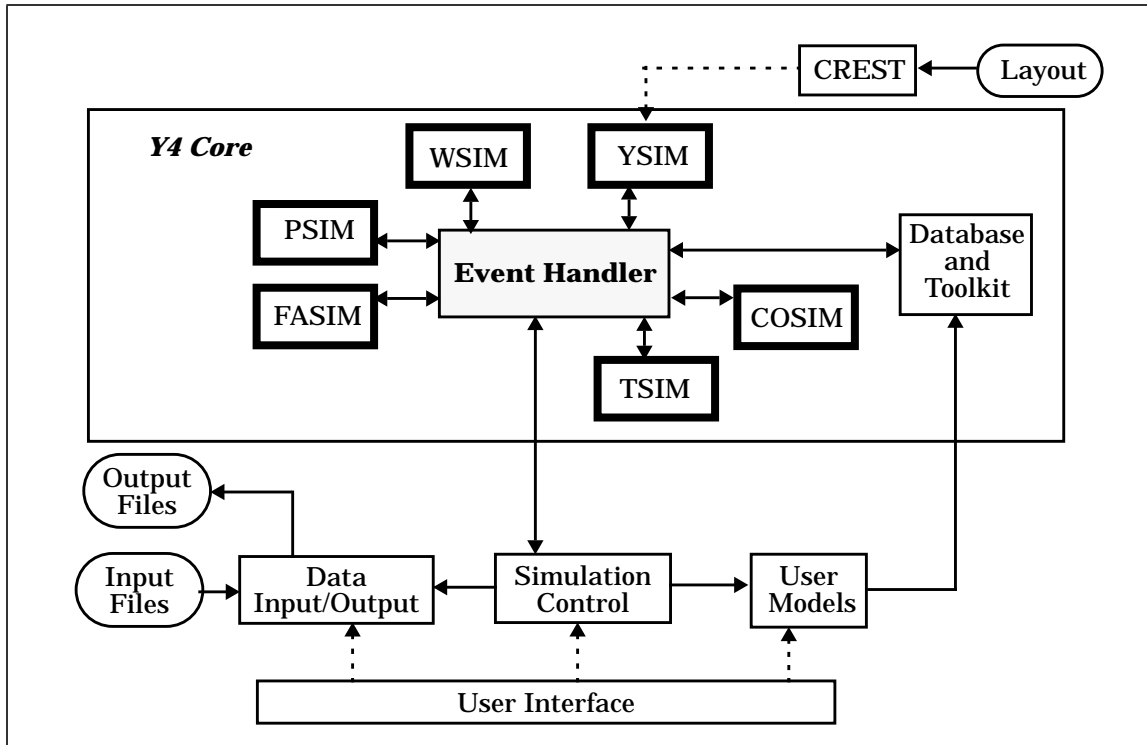 CREST
Layout
Y4 Core
WSIM
YSIM
PSIM
Event Handler
Database
and
Toolkit
FASIM
COSIM
TSIM
Output
Files
Input
Files
Data
Input/Output
Simulation
Control
User
Models
User Interface